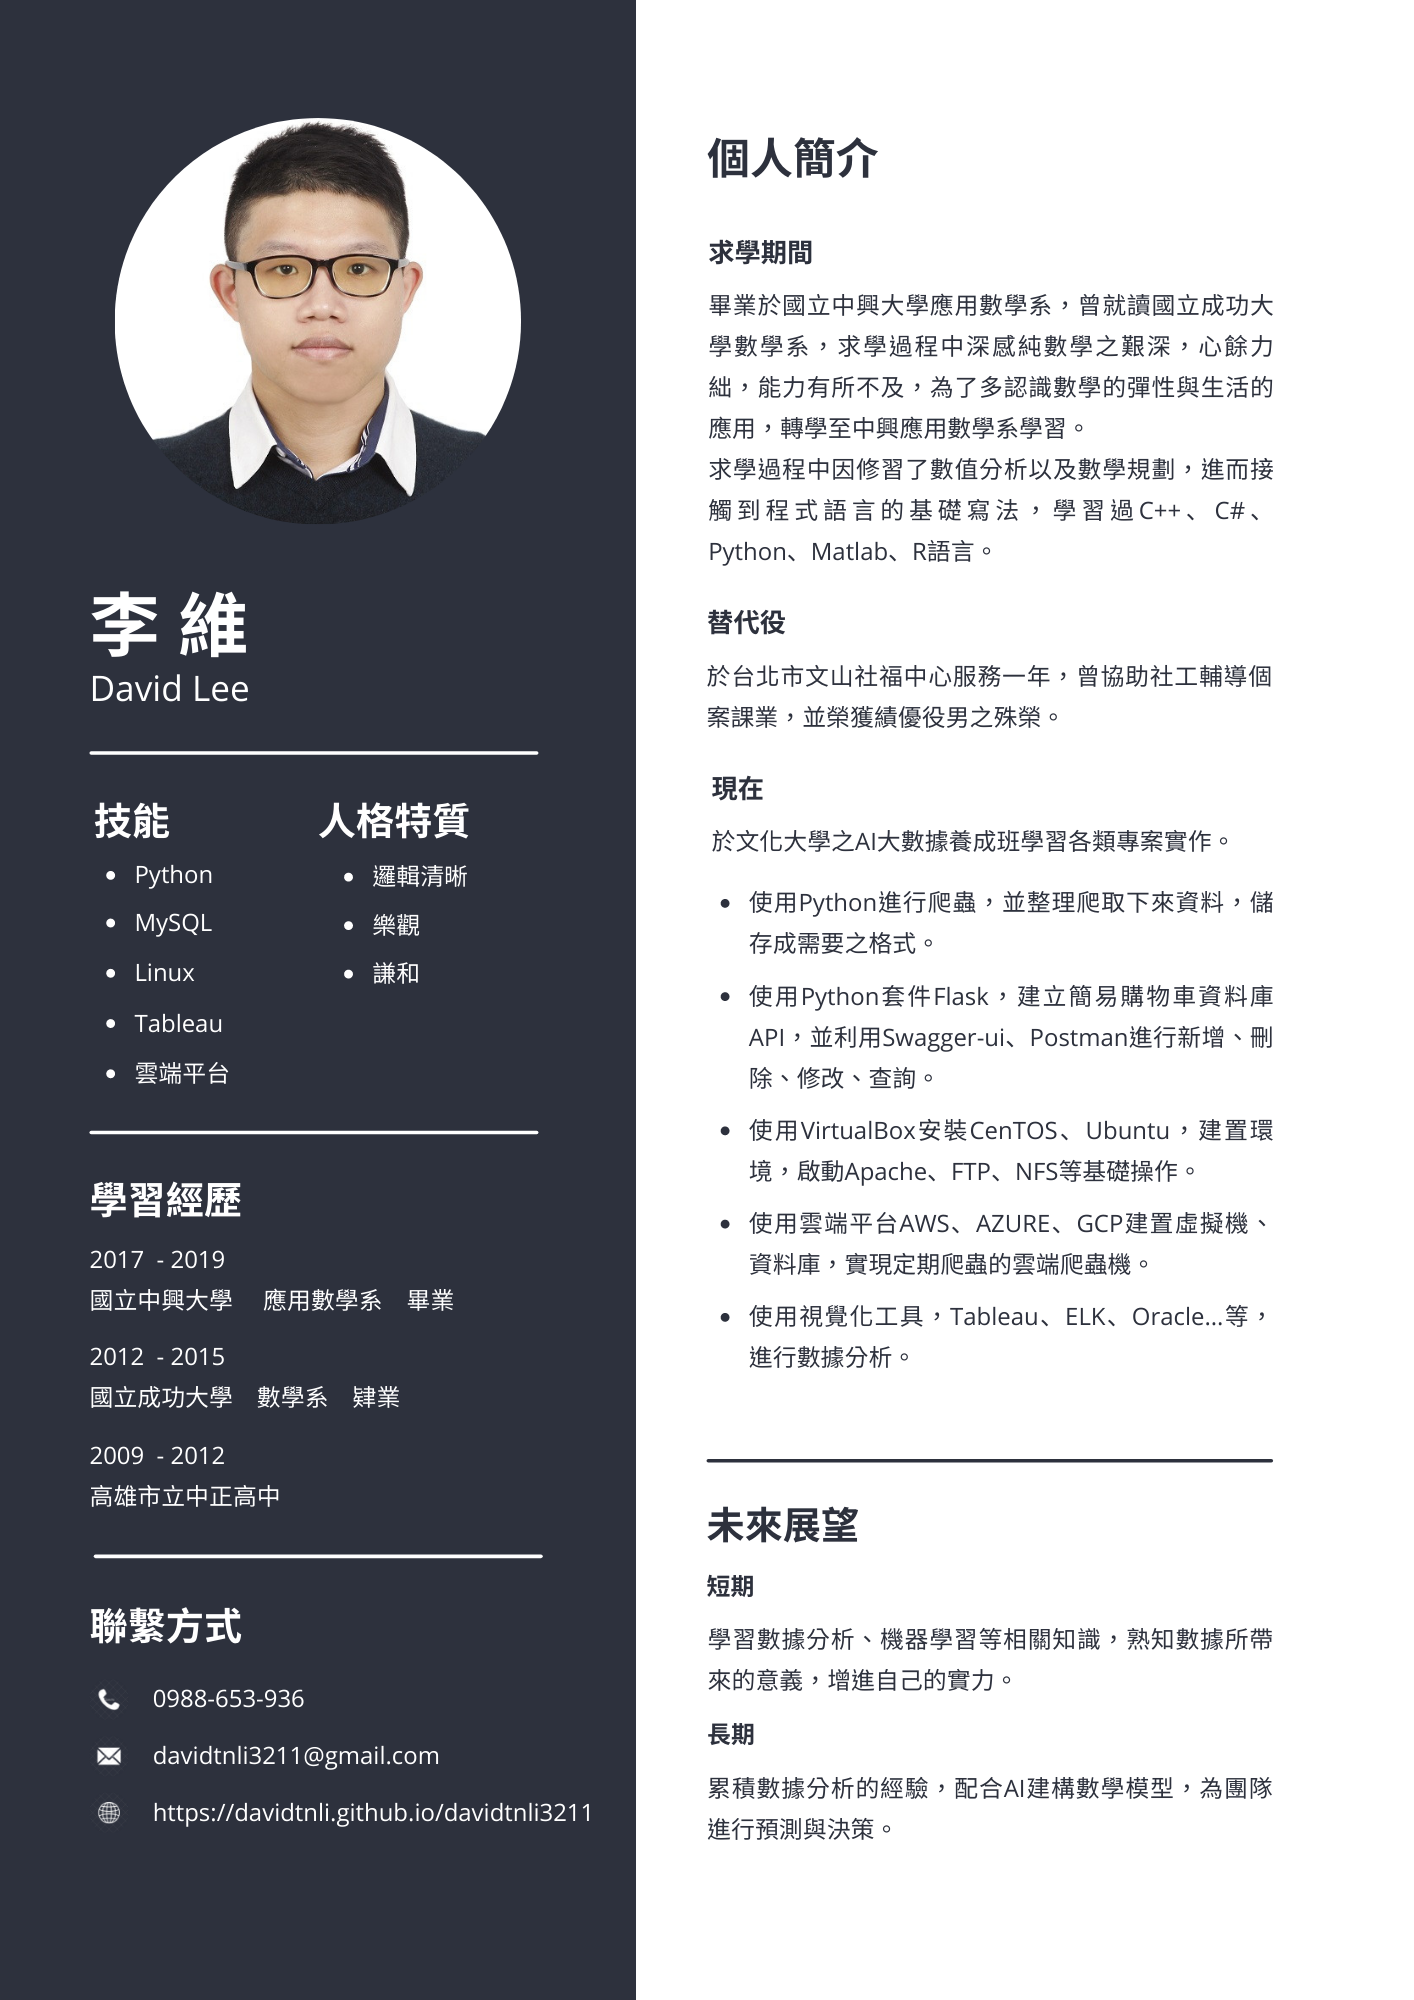 李 維
David Lee
技能
Python
MySQL
Linux
Tableau
雲端平台
人格特質
邏輯清晰
樂觀
謙和
學習經歷
2017 - 2019
國立中興大學 應用數學系 畢業
2012 - 2015
國立成功大學 數學系 肄業
2009 - 2012
高雄市立中正高中
聯繫方式
0988-653-936
davidtnli3211@gmail.com
https://davidtnli.github.io/davidtnli3211
個人簡介
求學期間
畢業於國立中興大學應用數學系，曾就讀國立成功大
學數學系，求學過程中深感純數學之艱深，心餘力
絀，能力有所不及，為了多認識數學的彈性與生活的
應用，轉學至中興應用數學系學習。
求學過程中因修習了數值分析以及數學規劃，進而接
觸到程式語言的基礎寫法，學習過C++、C#、
Python、Matlab、R語言。
替代役
於台北市文山社福中心服務一年，曾協助社工輔導個
案課業，並榮獲績優役男之殊榮。
現在
於文化大學之AI大數據養成班學習各類專案實作。
使用Python進行爬蟲，並整理爬取下來資料，儲
存成需要之格式。
使用Python套件Flask，建立簡易購物車資料庫
API，並利用Swagger-ui、Postman進行新增、刪
除、修改、查詢。
使用VirtualBox安裝CenTOS、Ubuntu，建置環
境，啟動Apache、FTP、NFS等基礎操作。
使用雲端平台AWS、AZURE、GCP建置虛擬機、
資料庫，實現定期爬蟲的雲端爬蟲機。
使用視覺化工具，Tableau、ELK、Oracle...等，
進行數據分析。
未來展望
短期
學習數據分析、機器學習等相關知識，熟知數據所帶
來的意義，增進自己的實力。
長期
累積數據分析的經驗，配合AI建構數學模型，為團隊
進行預測與決策。